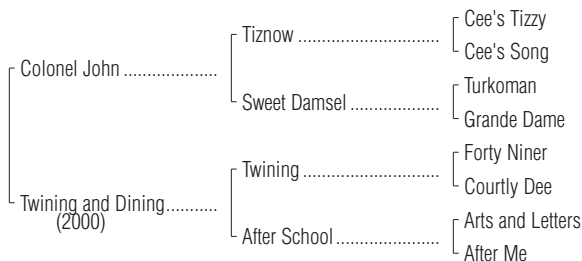 Cee's Tizzy
Tiznow ..............................
Cee's Song
Colonel John ....................
Turkoman
Sweet Damsel ...................
Grande Dame
Forty Niner
Twining .............................
Courtly Dee
Twining and Dining...........
(2000)
Arts and Letters
After School ......................
After Me